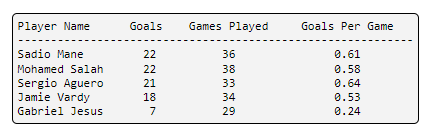 Player Name      Goals    Games Played     Goals Per Game
------------------------------------------------------------
Sadio Mane         22          36               0.61
Mohamed Salah      22          38               0.58
Sergio Aguero      21          33               0.64
Jamie Vardy        18          34               0.53
Gabriel Jesus       7          29               0.24